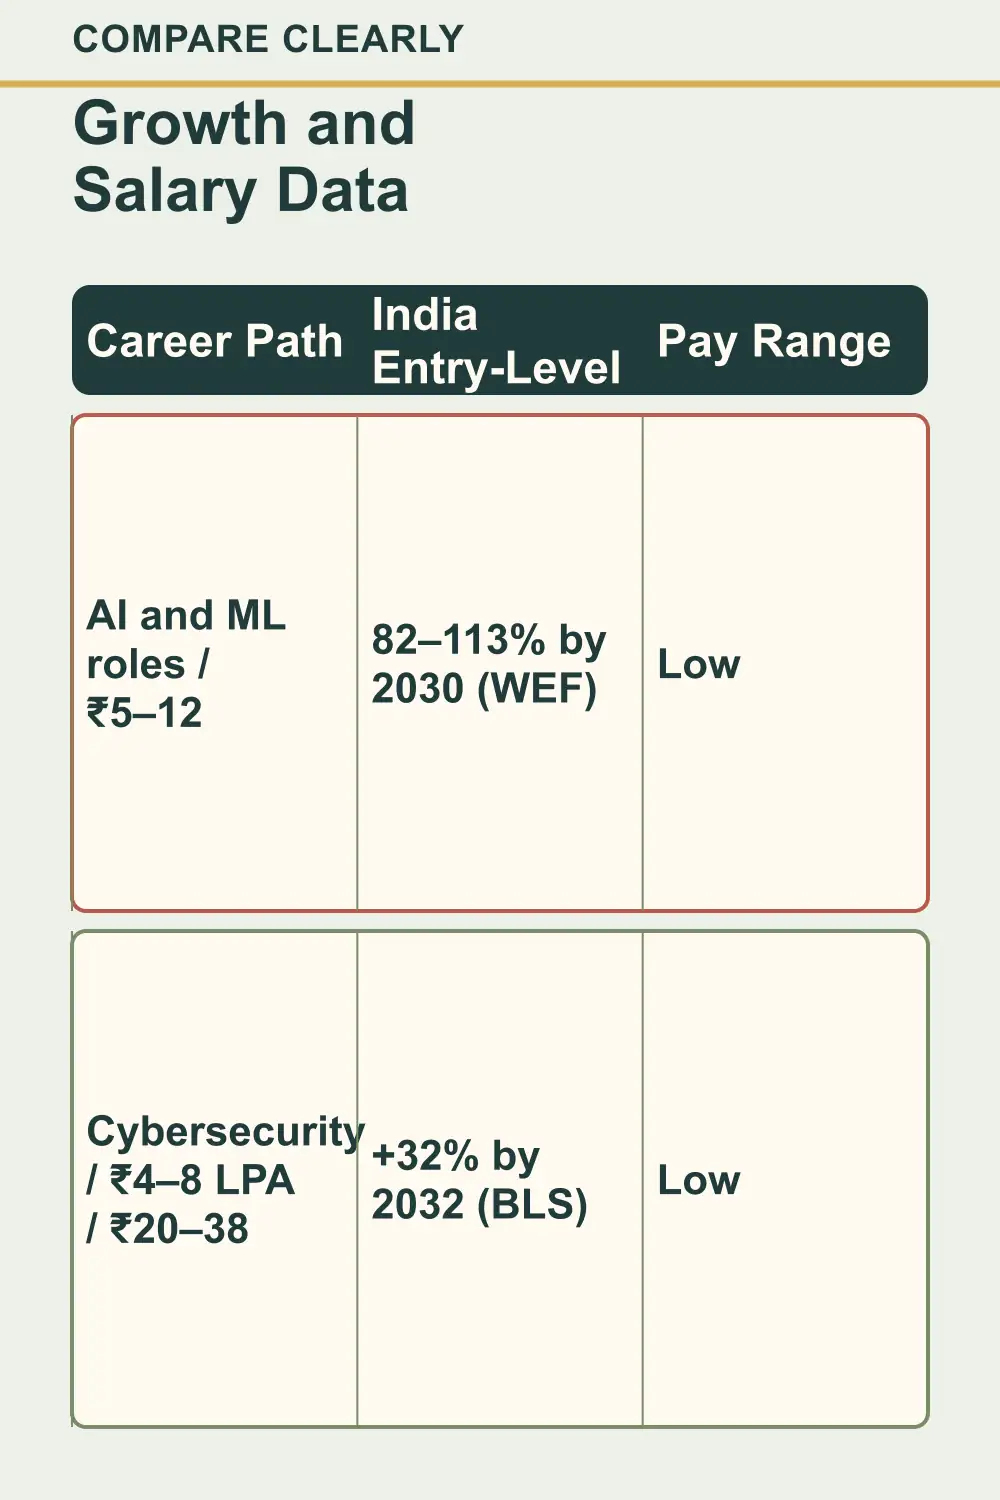 COMPARE CLEARLY
Growth and
Salary Data
Career Path
India
Entry-Level
Pay Range
AI and ML
roles /
₹5–12
82–113% by
2030 (WEF)
Low
Cybersecurity
/ ₹4–8 LPA
/ ₹20–38
+32% by
2032 (BLS)
Low